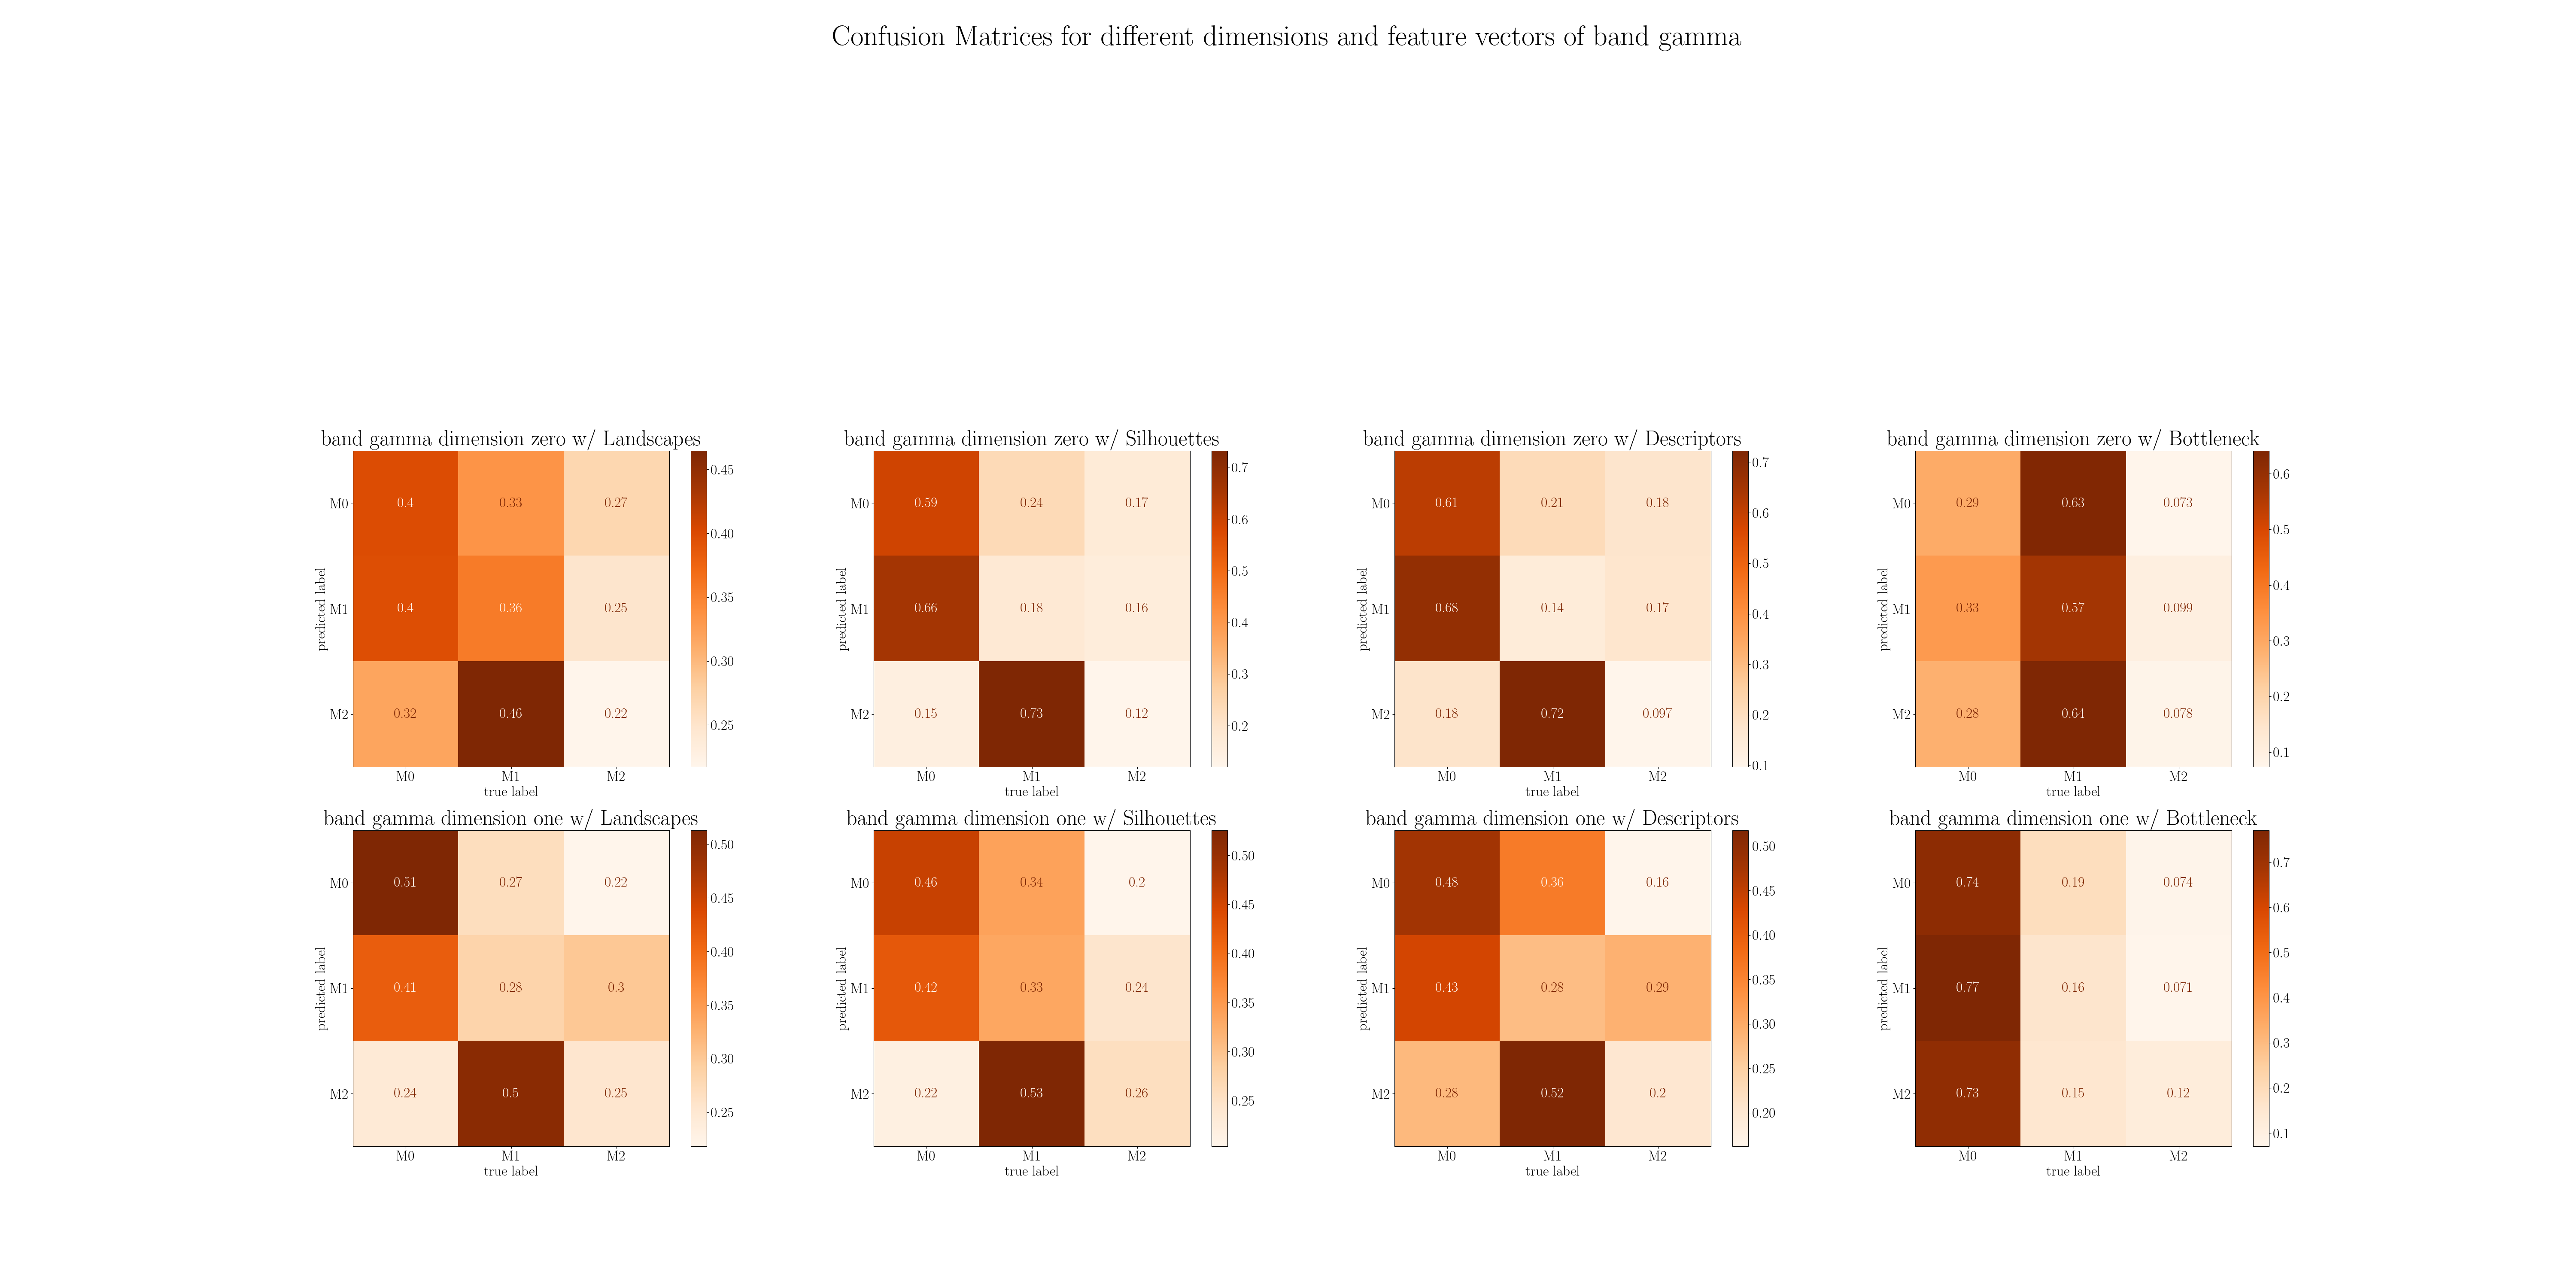 Confusion Matrices for different dimensions and feature vectors of band gamma
band gamma dimension zero w/ Landscapes
predicted label
M0 0.4 0.33 0.27
M1 0.4 0.36 0.25
M2 0.32 0.46 0.22
M0 M1 M2
true label
0.45
0.40
0.35
0.30
0.25
band gamma dimension zero w/ Silhouettes
predicted label
M0 0.59 0.24 0.17
M1 0.66 0.18 0.16
M2 0.15 0.73 0.12
M0 M1 M2
true label
0.7
0.6
0.5
0.4
0.3
0.2
band gamma dimension zero w/ Descriptors
predicted label
M0 0.61 0.21 0.18
M1 0.68 0.14 0.17
M2 0.18 0.72 0.097
M0 M1 M2
true label
0.7
0.6
0.5
0.4
0.3
0.2
0.1
band gamma dimension zero w/ Bottleneck
predicted label
M0 0.29 0.63 0.073
M1 0.33 0.57 0.099
M2 0.28 0.64 0.078
M0 M1 M2
true label
0.6
0.5
0.4
0.3
0.2
0.1
band gamma dimension one w/ Landscapes
predicted label
M0 0.51 0.27 0.22
M1 0.41 0.28 0.3
M2 0.24 0.5 0.25
M0 M1 M2
true label
0.50
0.45
0.40
0.35
0.30
0.25
band gamma dimension one w/ Silhouettes
predicted label
M0 0.46 0.34 0.2
M1 0.42 0.33 0.24
M2 0.22 0.53 0.26
M0 M1 M2
true label
0.50
0.45
0.40
0.35
0.30
0.25
band gamma dimension one w/ Descriptors
predicted label
M0 0.48 0.36 0.16
M1 0.43 0.28 0.29
M2 0.28 0.52 0.2
M0 M1 M2
true label
0.50
0.45
0.40
0.35
0.30
0.25
0.20
band gamma dimension one w/ Bottleneck
predicted label
M0 0.74 0.19 0.074
M1 0.77 0.16 0.071
M2 0.73 0.15 0.12
M0 M1 M2
true label
0.7
0.6
0.5
0.4
0.3
0.2
0.1